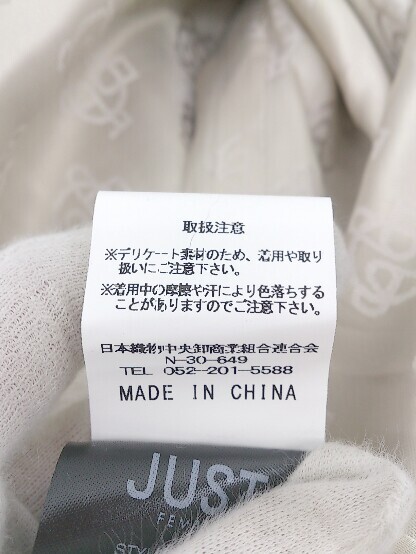 取扱注意
※デリケート素材のため、着用や取り
扱いにご注意下さい。
※着用中の摩擦や汗により色落ちする
ことがありますのでご注意下さい。
日本織物中央卸商業組合連合会
N-30-649
TEL 052-201-5588
MADE IN CHINA
JUST